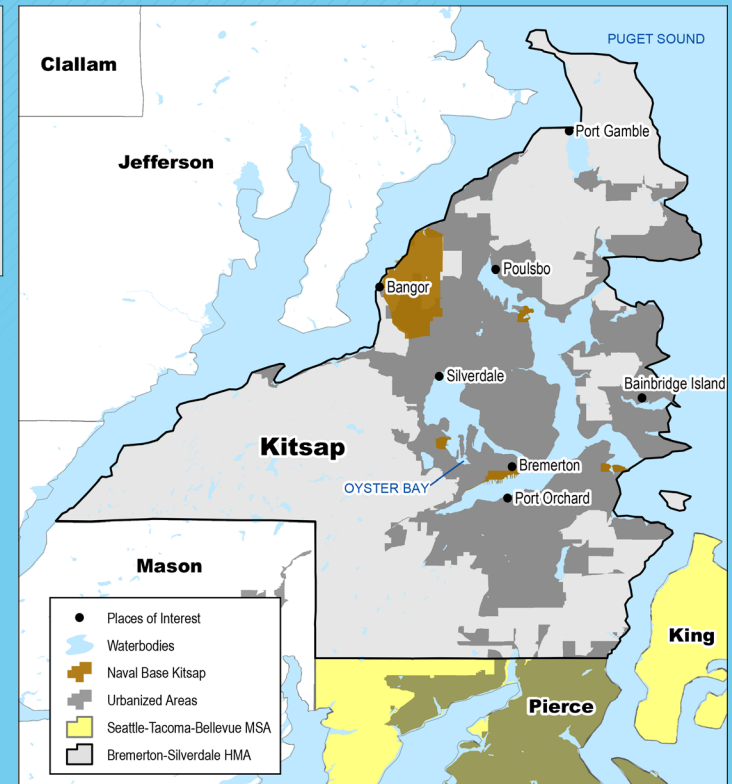 PUGET SOUND
Clallam
Port Gamble
Jefferson
Poulsbo
Bangor
Silverdale
Bainbridge Island
Kitsap
Bremerton
OYSTER BAY
Port Orchard
Mason
Places of Interest
Waterbodies
Naval Base Kitsap
Urbanized Areas
Seattle-Tacoma-Bellevue MSA
Bremerton-Silverdale HMA
King
Pierce